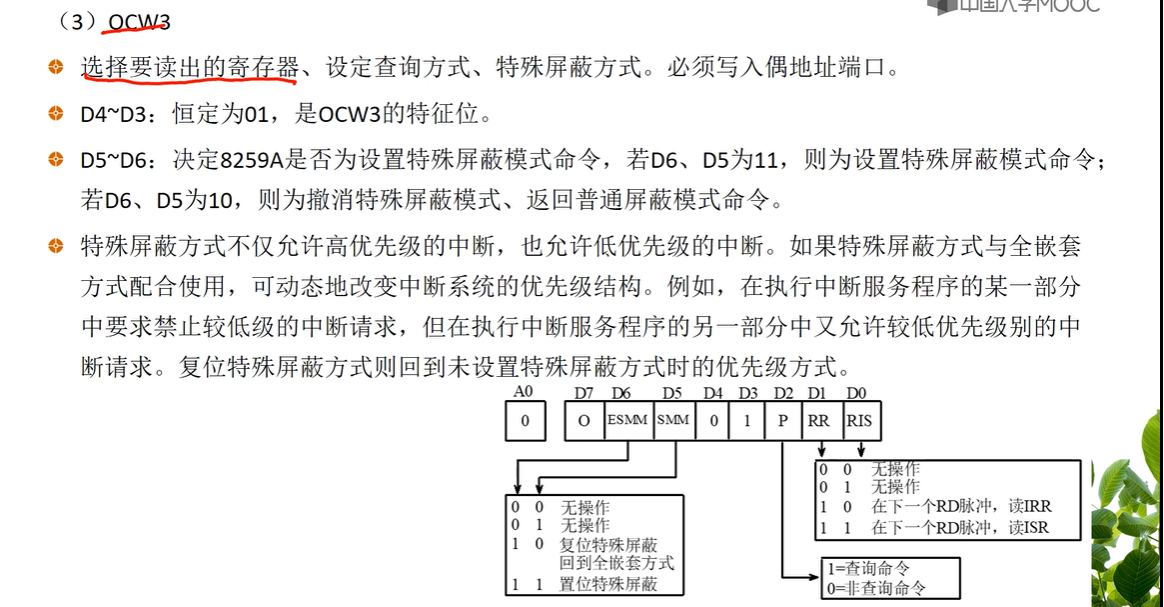 中国大学MOOC
（3）OCW3
选择要读出的寄存器、设定查询方式、特殊屏蔽方式。必须写入偶地址端口。
D4~D3：恒定为01，是OCW3的特征位。
D5~D6：决定8259A是否为设置特殊屏蔽模式命令，若D6、D5为11，则为设置特殊屏蔽模式命令；
若D6、D5为10，则为撤消特殊屏蔽模式、返回普通屏蔽模式命令。
特殊屏蔽方式不仅允许高优先级的中断，也允许低优先级的中断。如果特殊屏蔽方式与全嵌套
方式配合使用，可动态地改变中断系统的优先级结构。例如，在执行中断服务程序的某一部分
中要求禁止较低级的中断请求，但在执行中断服务程序的另一部分中又允许较低优先级别的中
断请求。复位特殊屏蔽方式则回到未设置特殊屏蔽方式时的优先级方式。
A0 D7 D6 D5 D4 D3 D2 D1 D0
0 O ESMM SMM 0 1 P RR RIS
0 0 无操作
0 1 无操作
1 0 在下一个RD脉冲，读IRR
1 1 在下一个RD脉冲，读ISR
0 0 无操作
0 1 无操作
1 0 复位特殊屏蔽
回到全嵌套方式
1 1 置位特殊屏蔽
1=查询命令
0=非查询命令